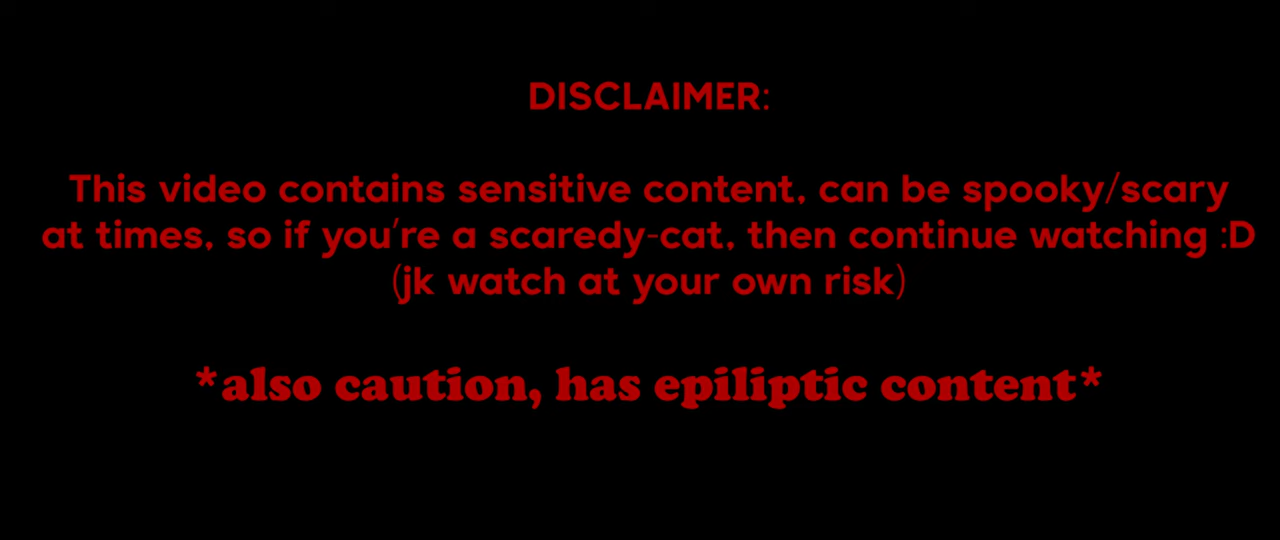 DISCLAIMER:
This video contains sensitive content, can be spooky/scary
at times, so if you're a scaredy-cat, then continue watching :D
(jk watch at your own risk)
*also caution, has epiliptic content*